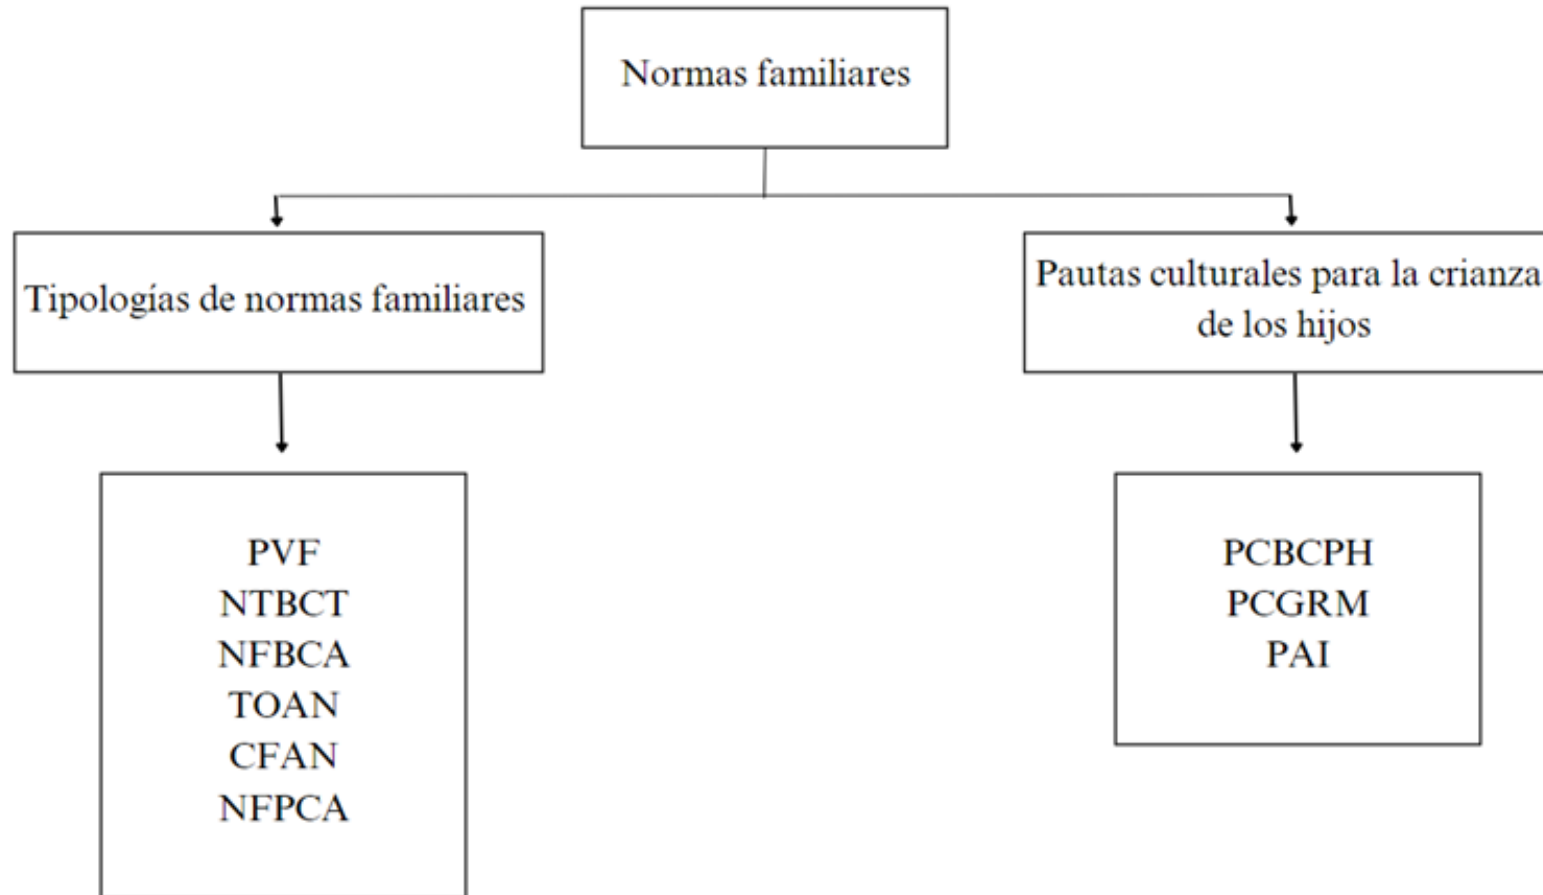 Normas familiares
Tipologías de normas familiares
Pautas culturales para la crianza
de los hijos
PVF
NTBCT
NFBCA
TOAN
CFAN
NFPCA
PCBCPH
PCGRM
PAI